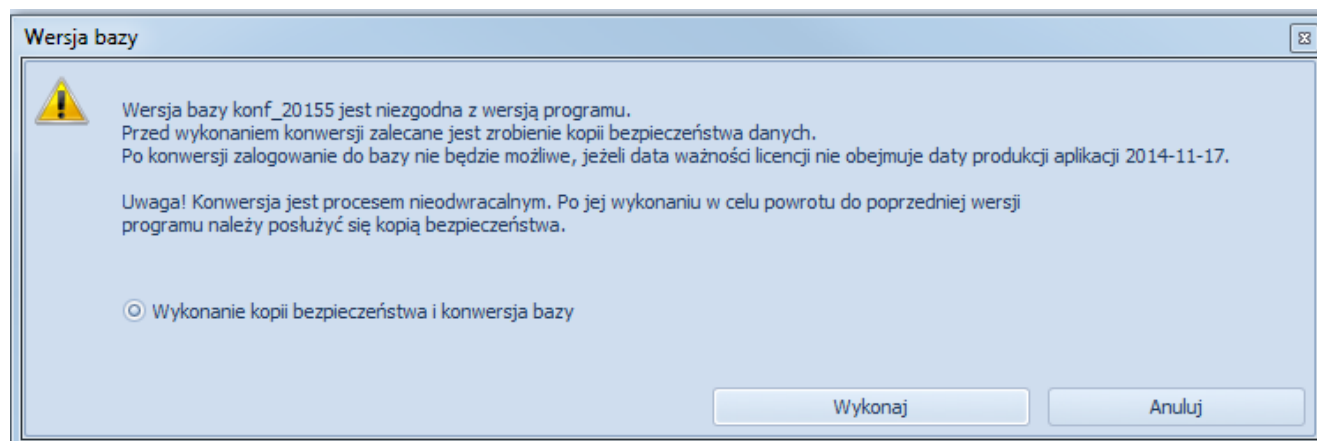 Wersja bazy
Wersja bazy konf_20155 jest niezgodna z wersją programu.
Przed wykonaniem konwersji zalecane jest zrobienie kopii bezpieczeństwa danych.
Po konwersji zalogowanie do bazy nie będzie możliwe, jeżeli data ważności licencji nie obejmuje daty produkcji aplikacji 2014-11-17.
Uwaga! Konwersja jest procesem nieodwracalnym. Po jej wykonaniu w celu powrotu do poprzedniej wersji
programu należy posłużyć się kopią bezpieczeństwa.
Wykonanie kopii bezpieczeństwa i konwersja bazy
Wykonaj
Anuluj